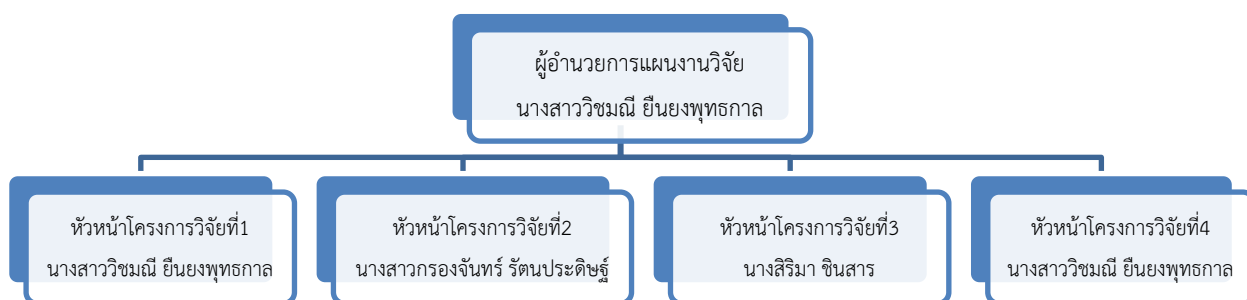 ผู้อำนวยการแผนงานวิจัย
นางสาววิชมณี ยืนยงพุทธกาล
หัวหน้าโครงการวิจัยที่1
นางสาววิชมณี ยืนยงพุทธกาล
หัวหน้าโครงการวิจัยที่2
นางสาวกรองจันทร์ รัตนประดิษฐ์
หัวหน้าโครงการวิจัยที่3
นางสิริมา ชินสาร
หัวหน้าโครงการวิจัยที่4
นางสาววิชมณี ยืนยงพุทธกาล